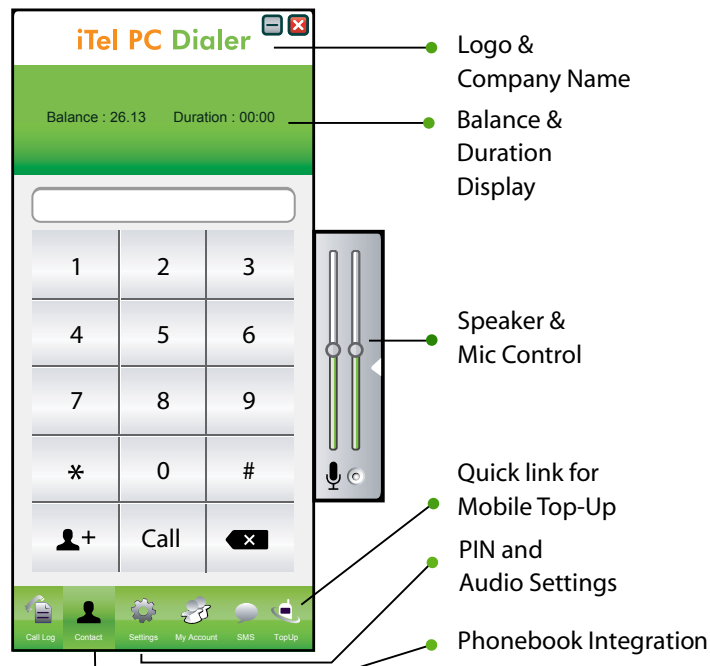 iTel PC Dialer
Logo &
Company Name
Balance : 26.13 Duration : 00:00
Balance &
Duration
Display
1 2 3
4 5 6
7 8 9
* 0 #
+ Call
Speaker &
Mic Control
Quick link for
Mobile Top-Up
PIN and
Audio Settings
Call Log Contact Settings My Account SMS TopUp
Phonebook Integration